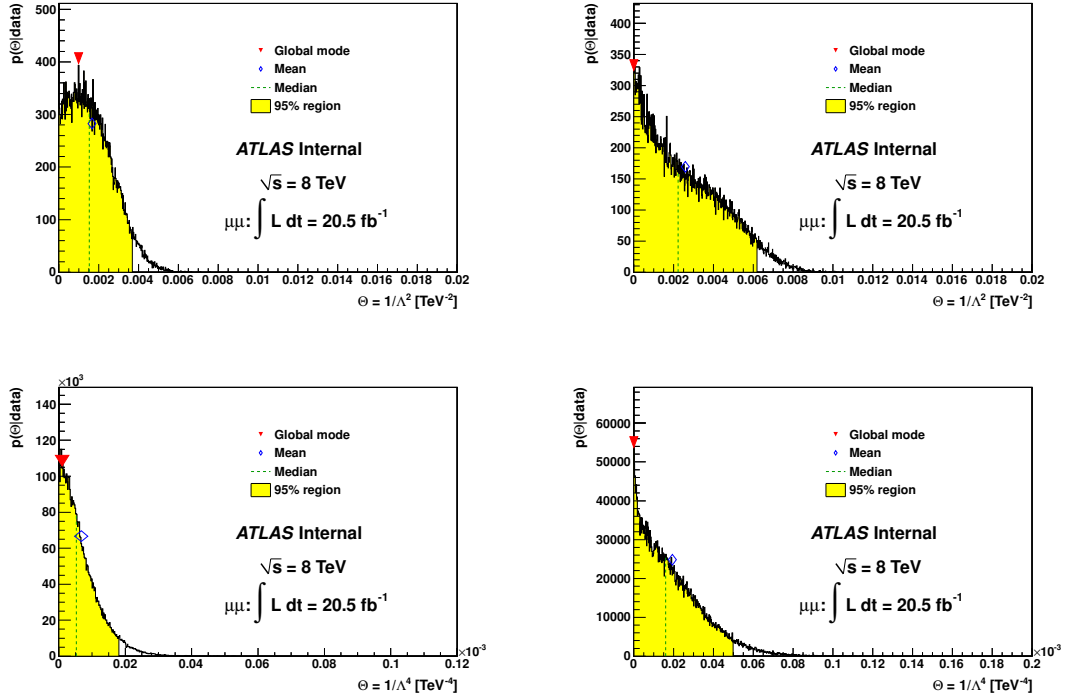 p(Θ|data)
500
400
300
200
100
0
Global mode
Mean
Median
95% region
ATLAS Internal
√s = 8 TeV
μμ: ∫ L dt = 20.5 fb⁻¹
0 0.002 0.004 0.006 0.008 0.01 0.012 0.014 0.016 0.018 0.02
Θ = 1/Λ² [TeV⁻²]
p(Θ|data)
400
350
300
250
200
150
100
50
0
Global mode
Mean
Median
95% region
ATLAS Internal
√s = 8 TeV
μμ: ∫ L dt = 20.5 fb⁻¹
0 0.002 0.004 0.006 0.008 0.01 0.012 0.014 0.016 0.018 0.02
Θ = 1/Λ² [TeV⁻²]
×10³
p(Θ|data)
140
120
100
80
60
40
20
0
Global mode
Mean
Median
95% region
ATLAS Internal
√s = 8 TeV
μμ: ∫ L dt = 20.5 fb⁻¹
0 0.02 0.04 0.06 0.08 0.1 0.12
×10⁻³
Θ = 1/Λ⁴ [TeV⁻⁴]
p(Θ|data)
60000
50000
40000
30000
20000
10000
0
Global mode
Mean
Median
95% region
ATLAS Internal
√s = 8 TeV
μμ: ∫ L dt = 20.5 fb⁻¹
0 0.02 0.04 0.06 0.08 0.1 0.12 0.14 0.16 0.18 0.2
×10⁻³
Θ = 1/Λ⁴ [TeV⁻⁴]